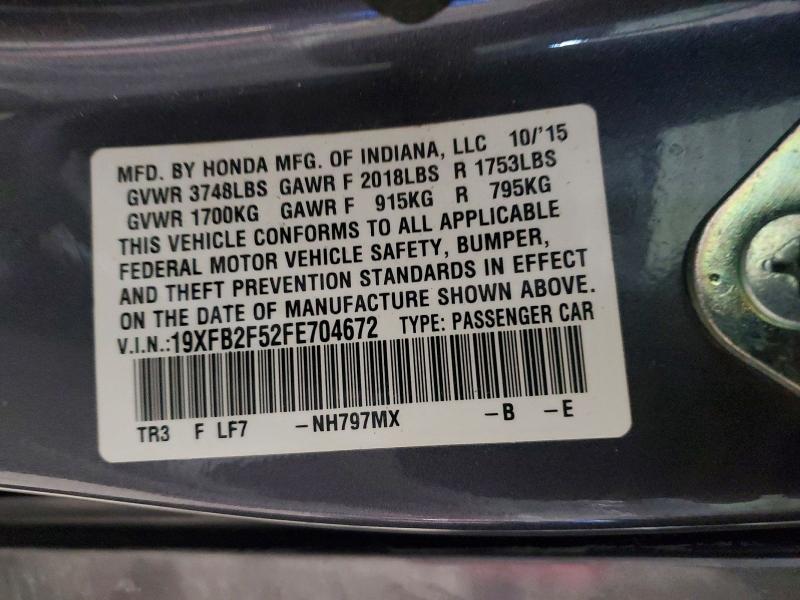 MFD. BY HONDA MFG. OF INDIANA, LLC 10/'15
GVWR 3748LBS GAWR F 2018LBS R 1753LBS
GVWR 1700KG GAWR F 915KG R 795KG
THIS VEHICLE CONFORMS TO ALL APPLICABLE
FEDERAL MOTOR VEHICLE SAFETY, BUMPER,
AND THEFT PREVENTION STANDARDS IN EFFECT
ON THE DATE OF MANUFACTURE SHOWN ABOVE.
V.I.N.:19XFB2F52FE704672 TYPE: PASSENGER CAR
TR3 F LF7 -NH797MX -B -E